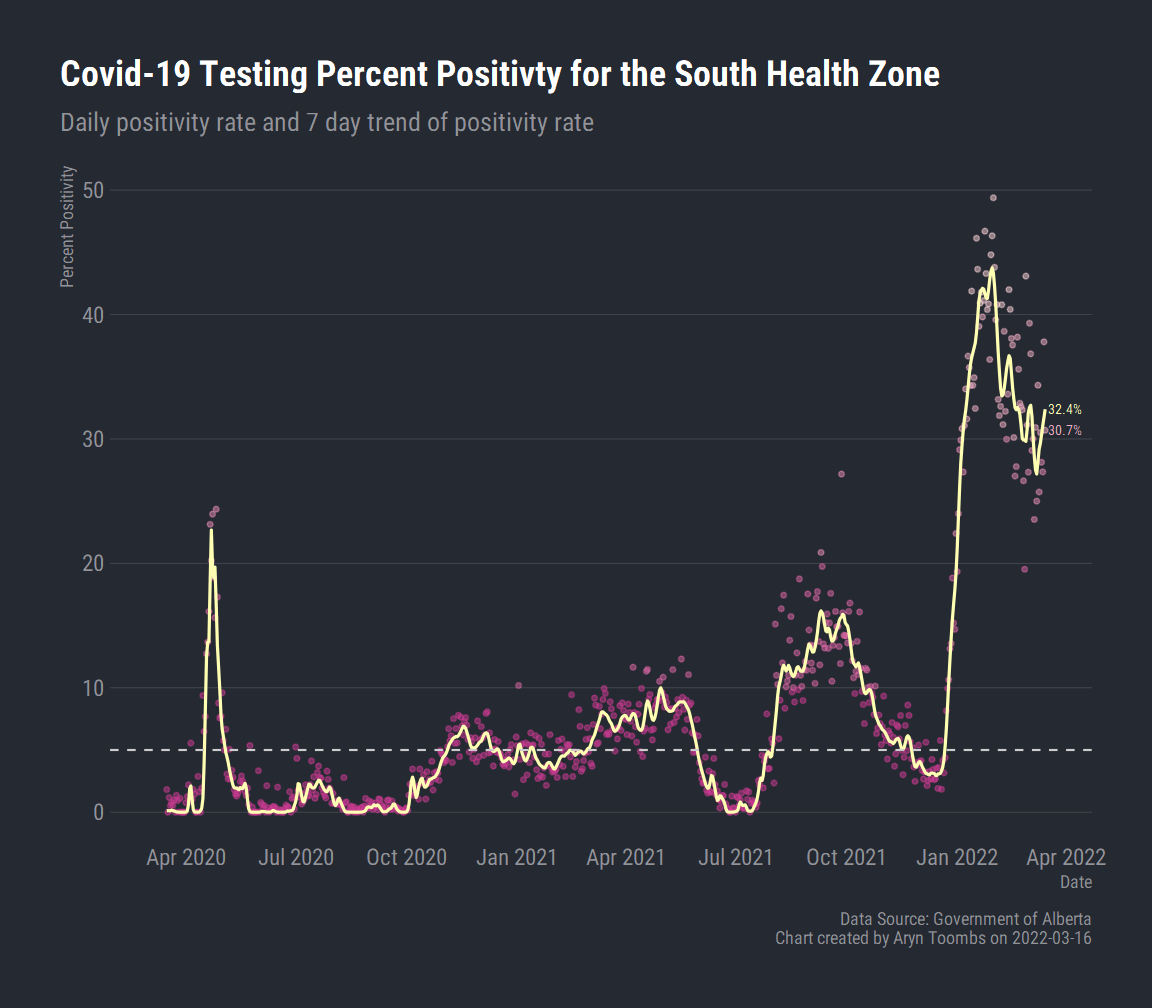 Covid-19 Testing Percent Positivty for the South Health Zone
Daily positivity rate and 7 day trend of positivity rate
Percent Positivity
50
40
30
20
10
0
32.4%
30.7%
Apr 2020 Jul 2020 Oct 2020 Jan 2021 Apr 2021 Jul 2021 Oct 2021 Jan 2022 Apr 2022
Date
Data Source: Government of Alberta
Chart created by Aryn Toombs on 2022-03-16